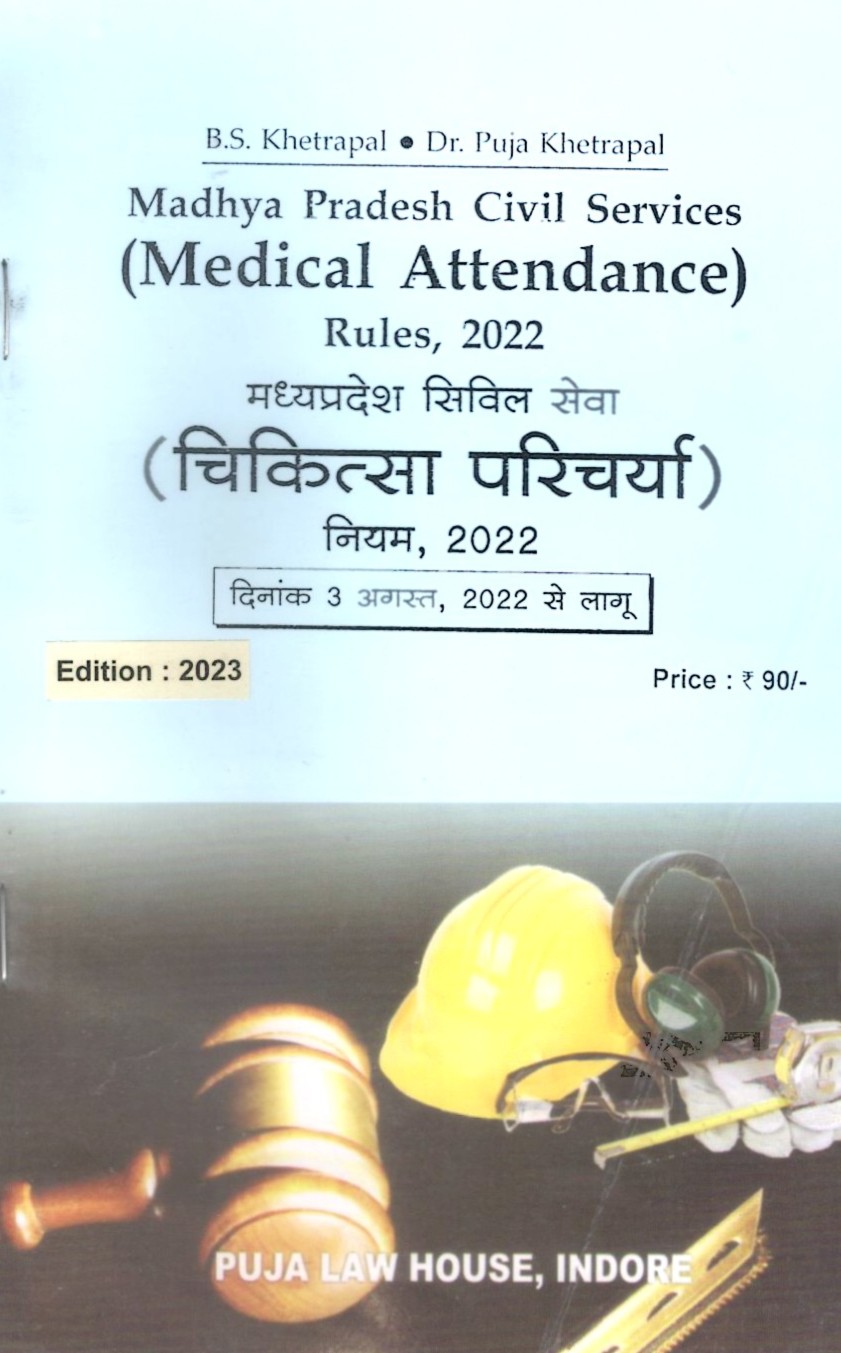 B.S. Khetrapal ● Dr. Puja Khetrapal
Madhya Pradesh Civil Services
(Medical Attendance)
Rules, 2022
मध्यप्रदेश सिविल सेवा
(चिकित्सा परिचर्या)
नियम, 2022
दिनांक 3 अगस्त, 2022 से लागू
Edition : 2023
Price : ₹ 90/-
PUJA LAW HOUSE, INDORE